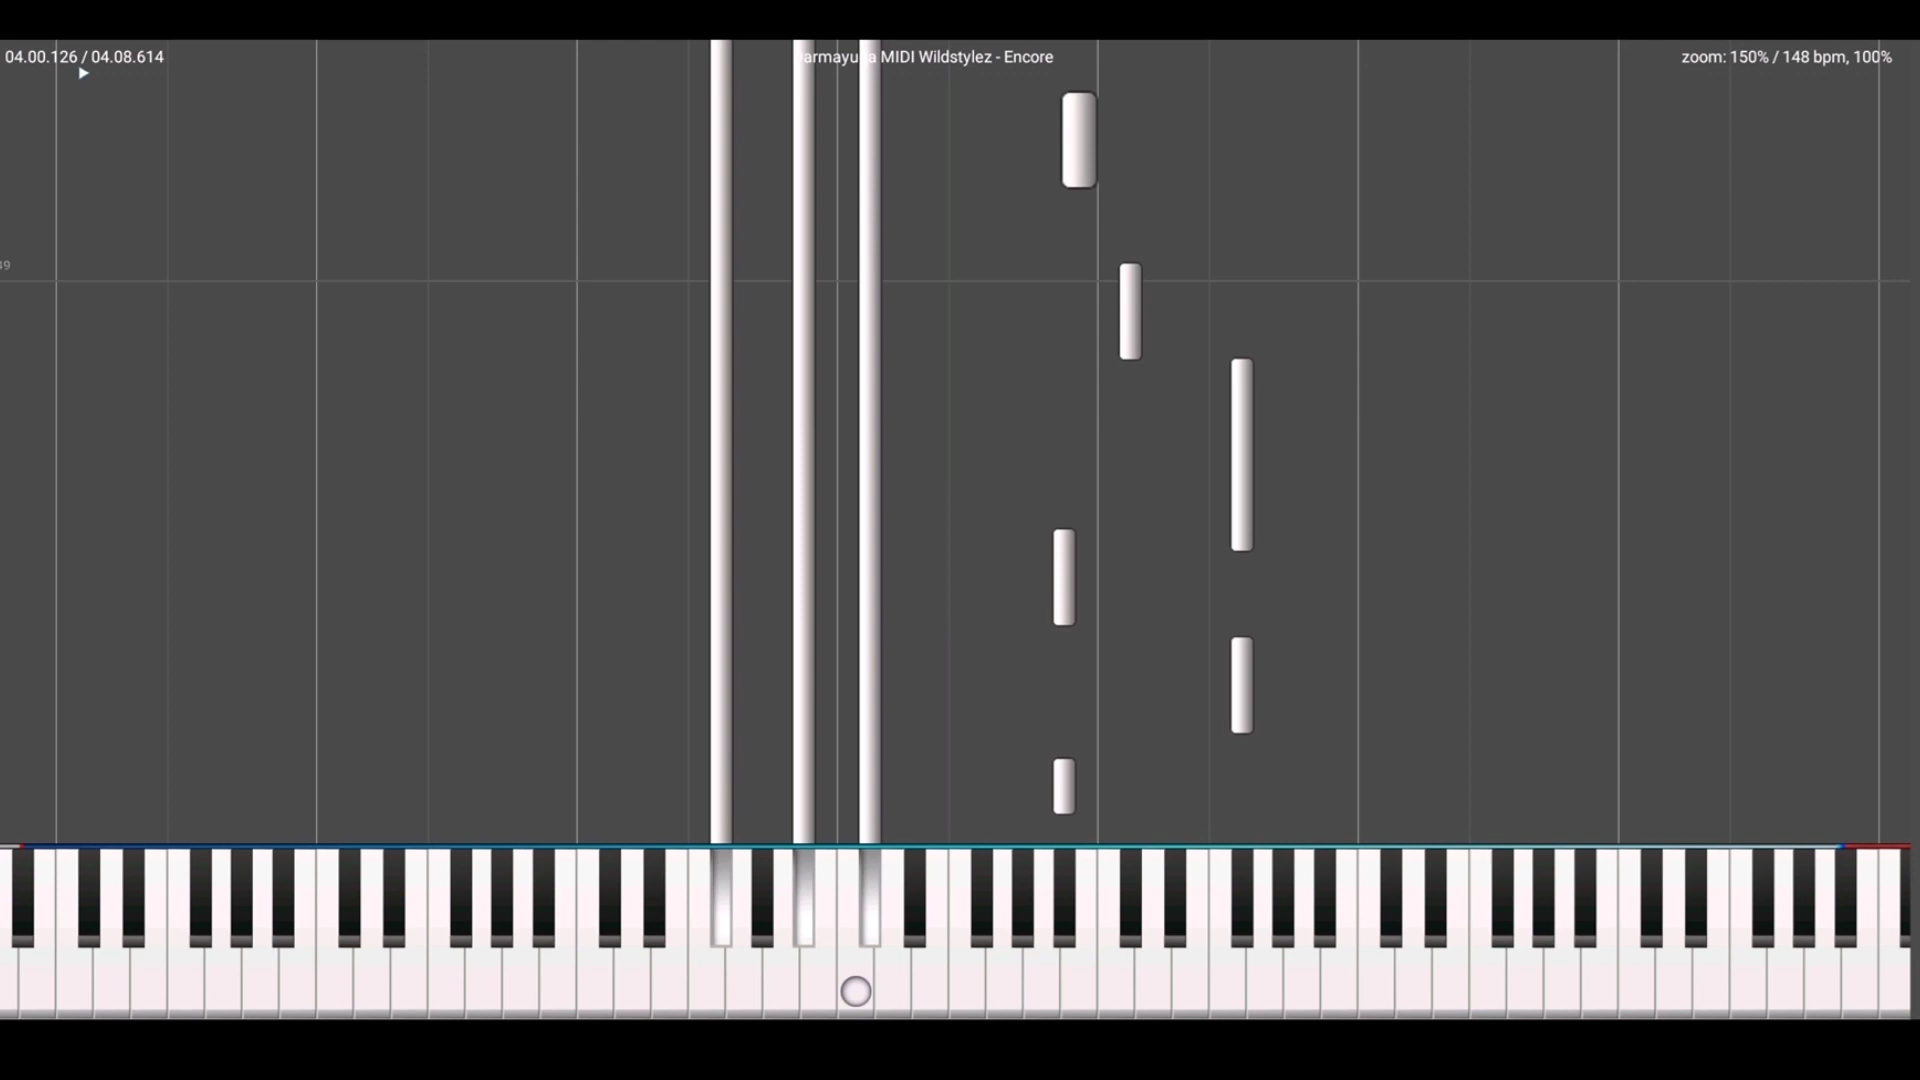 04.00.126 / 04.08.614
MIDI Wildstylez - Encore
zoom: 150% / 148 bpm, 100%